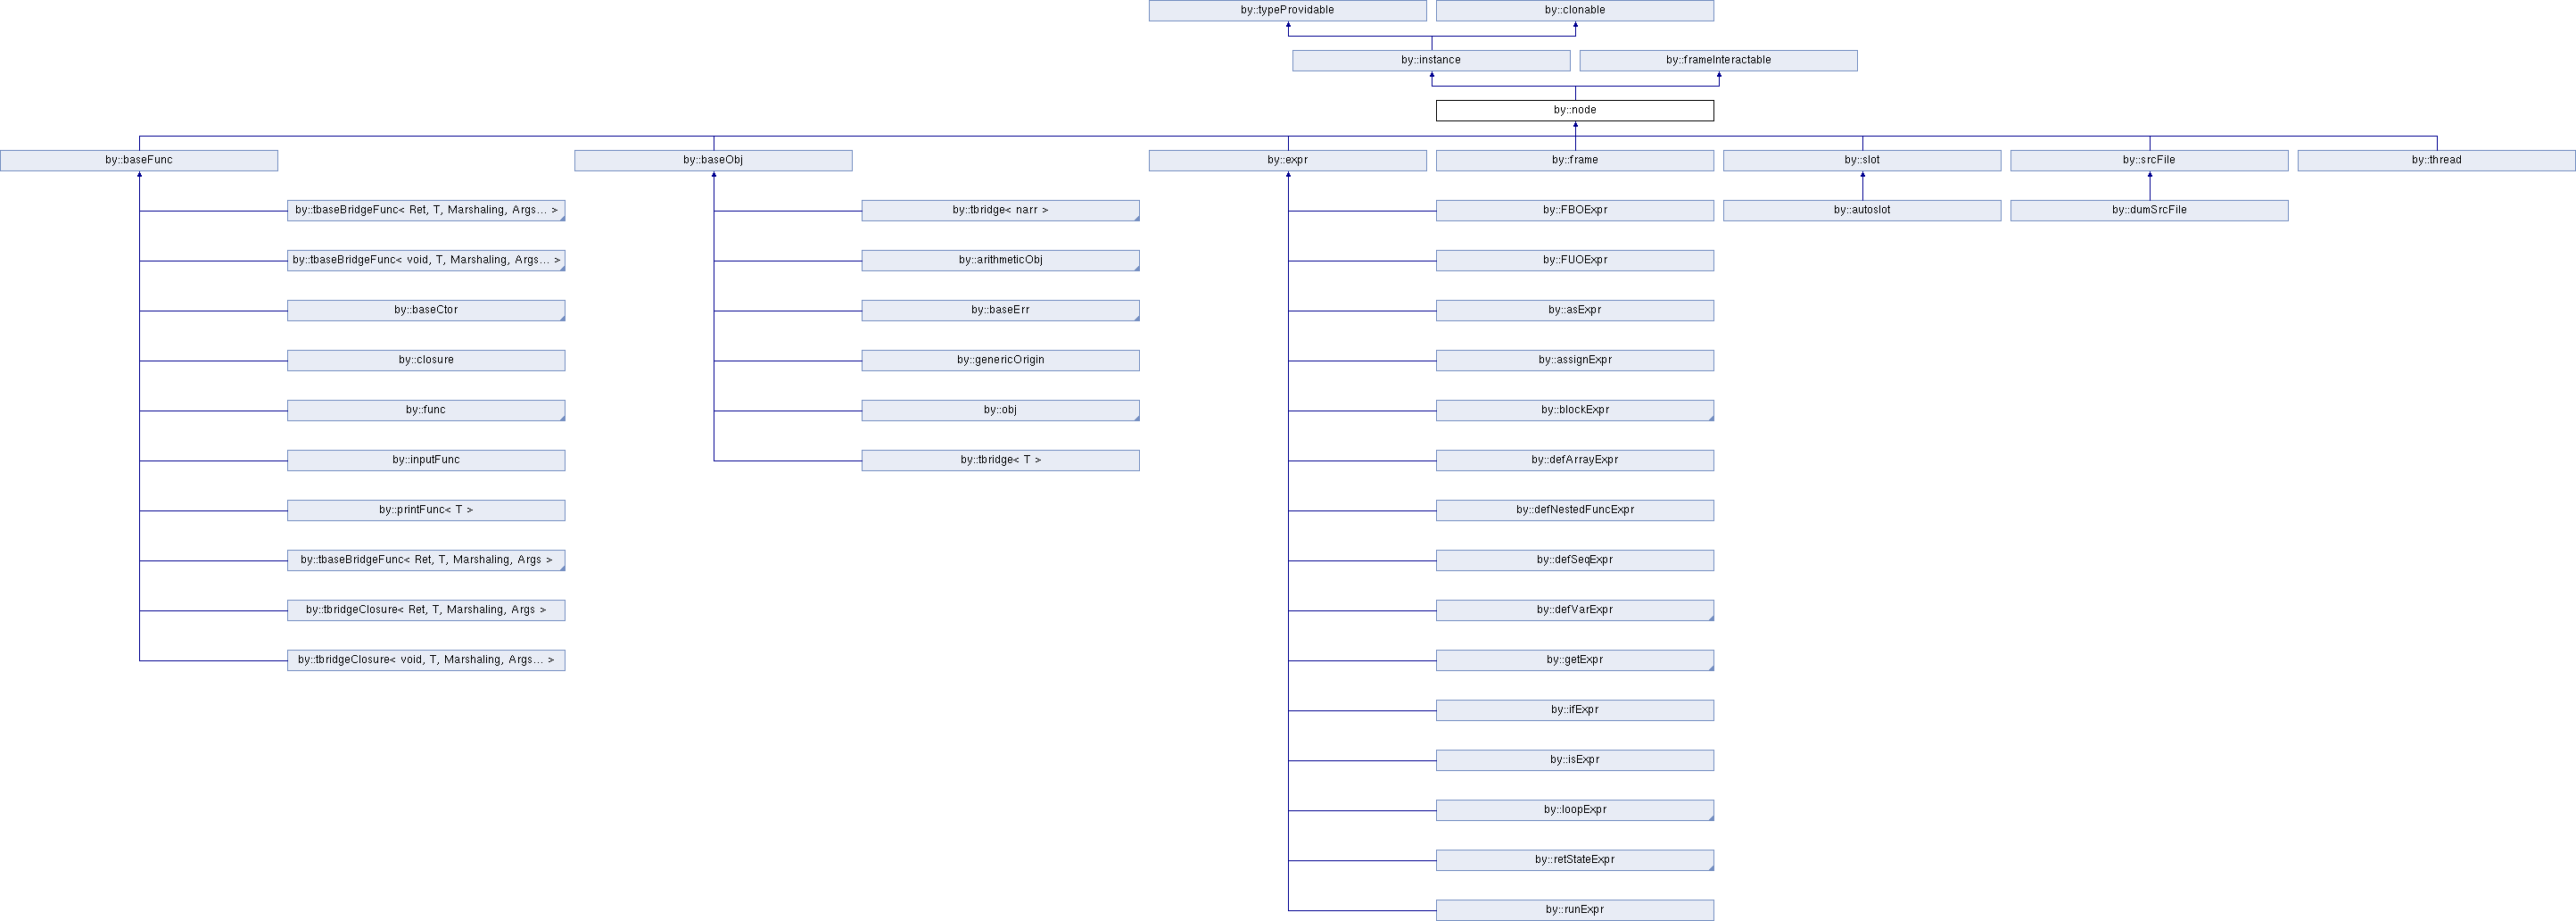 by::typeProvidable
by::clonable
by::instance
by::frameInteractable
by::node
by::baseFunc
by::baseObj
by::expr
by::frame
by::slot
by::srcFile
by::thread
by::tbaseBridgeFunc< Ret, T, Marshaling, Args... >
by::tbridge< narr >
by::FBOExpr
by::autoslot
by::dumSrcFile
by::tbaseBridgeFunc< void, T, Marshaling, Args... >
by::arithmeticObj
by::FUOExpr
by::baseCtor
by::baseErr
by::asExpr
by::closure
by::genericOrigin
by::assignExpr
by::func
by::obj
by::blockExpr
by::inputFunc
by::tbridge< T >
by::defArrayExpr
by::printFunc< T >
by::defNestedFuncExpr
by::tbaseBridgeFunc< Ret, T, Marshaling, Args >
by::defSeqExpr
by::tbridgeClosure< Ret, T, Marshaling, Args >
by::defVarExpr
by::tbridgeClosure< void, T, Marshaling, Args... >
by::getExpr
by::ifExpr
by::isExpr
by::loopExpr
by::retStateExpr
by::runExpr